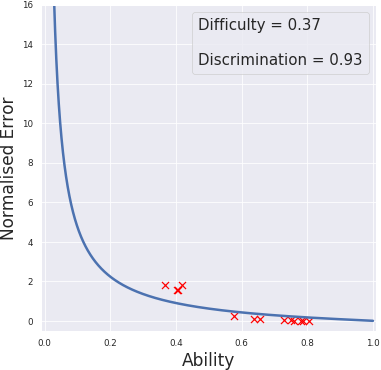 16
14
12
10
8
6
4
2
0
Normalised Error
Difficulty = 0.37
Discrimination = 0.93
0.0 0.2 0.4 0.6 0.8 1.0
Ability